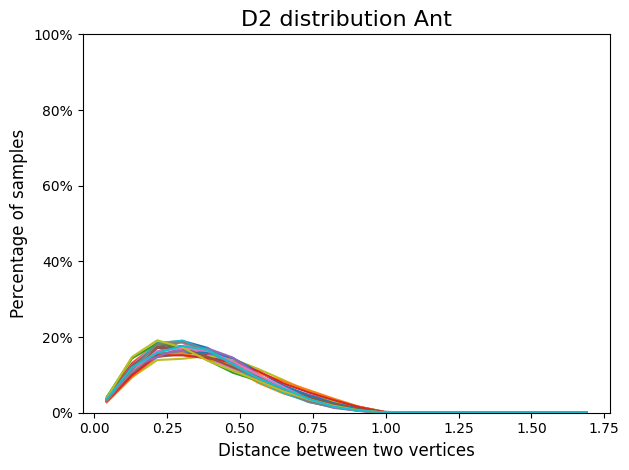 D2 distribution Ant
100%
80%
60%
40%
20%
0%
Percentage of samples
0.00 0.25 0.50 0.75 1.00 1.25 1.50 1.75
Distance between two vertices